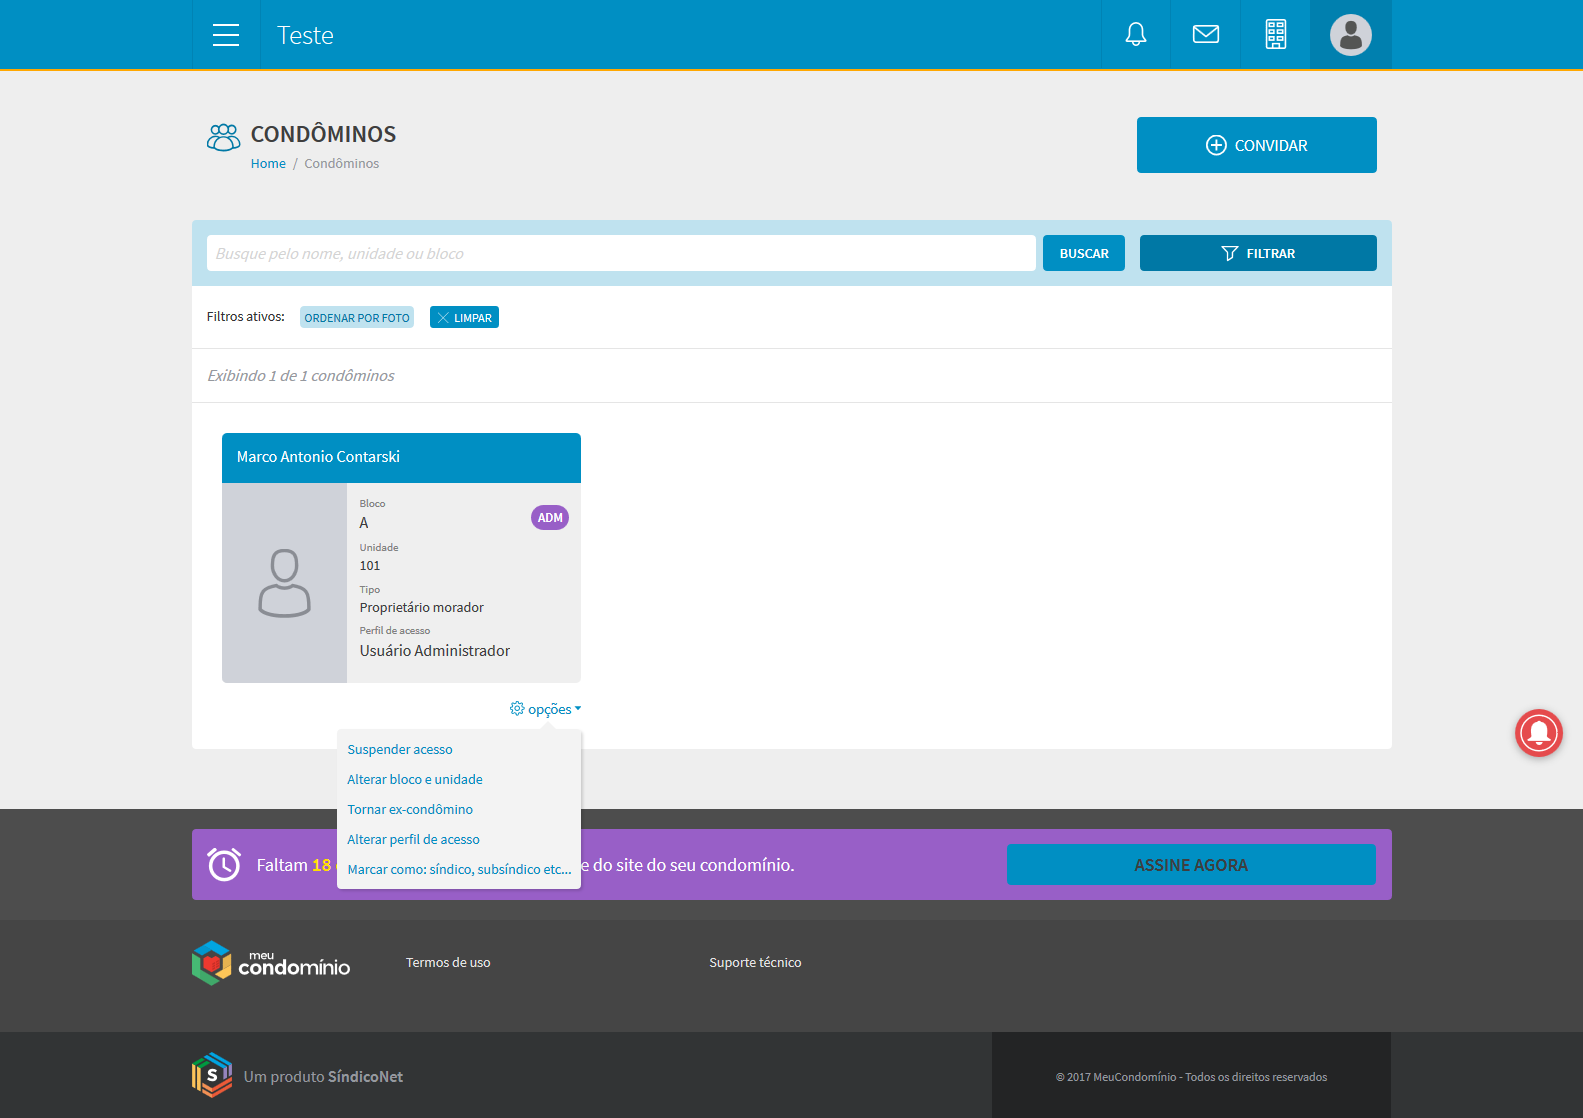 Teste
CONDÔMINOS
Home / Condôminos
CONVIDAR
Busque pelo nome, unidade ou bloco
BUSCAR
FILTRAR
Filtros ativos:
ORDENAR POR FOTO
LIMPAR
Exibindo 1 de 1 condôminos
Marco Antonio Contarski
Bloco
A
ADM
Unidade
101
Tipo
Proprietário morador
Perfil de acesso
Usuário Administrador
opções
Suspender acesso
Alterar bloco e unidade
Tornar ex-condômino
Alterar perfil de acesso
Marcar como: síndico, subsíndico etc...
Faltam 18
do site do seu condomínio.
ASSINE AGORA
meu
condomínio
Termos de uso
Suporte técnico
S
Um produto SíndicoNet
© 2017 MeuCondomínio - Todos os direitos reservados